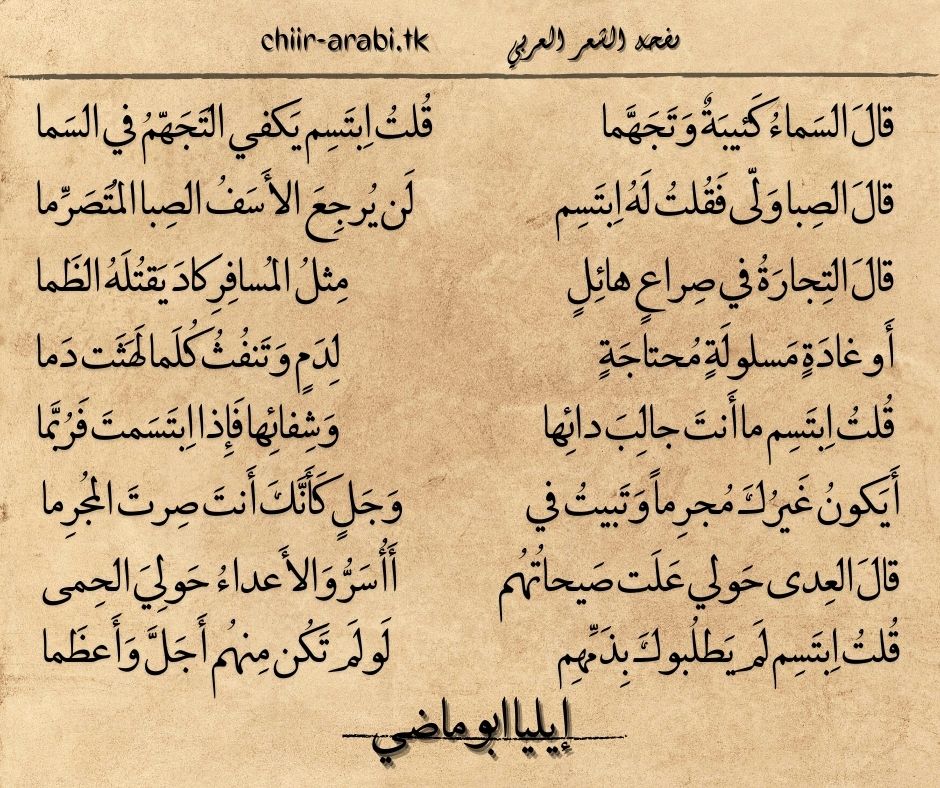 نفحه الشعر العربي chiir-arabi.tk
قالَ السَماءُ كَئيبَةٌ وَتَجَهَّما قُلتُ اِبتَسِم يَكفي التَجَهّمُ في السَما
قالَ الصِبا وَلّى فَقُلتُ لَهُ اِبتَسِم لَن يُرجِعَ الأَسَفُ الصِبا المُتَصَرِّما
قالَ التِجارَةُ في صِراعٍ هائِلٍ مِثلُ المُسافِرِ كادَ يَقتُلَهُ الظَما
أَو غادَةٍ مَسلولَةٍ مُحتاجَةٍ لِدَمٍ وَتَنفُثُ كُلَما لَهَثَت دَما
قُلتُ اِبتَسِم ما أَنتَ جالِبَ دائِها وَشِفائِها فَإِذا اِبتَسَمتَ فَرُبَّما
أَيَكونُ غَيرُكَ مُجرِماً وَتَبيتُ في وَجَلٍ كَأَنَّكَ أَنتَ صِرتَ المُجرِما
قالَ العِدى حَولي عَلَت صَيحاتُهُم أَأُسَرُّ وَالأَعداءُ حَولِيَ الحِمى
قُلتُ اِبتَسِم لَم يَطلُبوكَ بِذَمِّهِم لَو لَم تَكُن مِنهُم أَجَلَّ وَأَعظَما
إيليا ابو ماضي